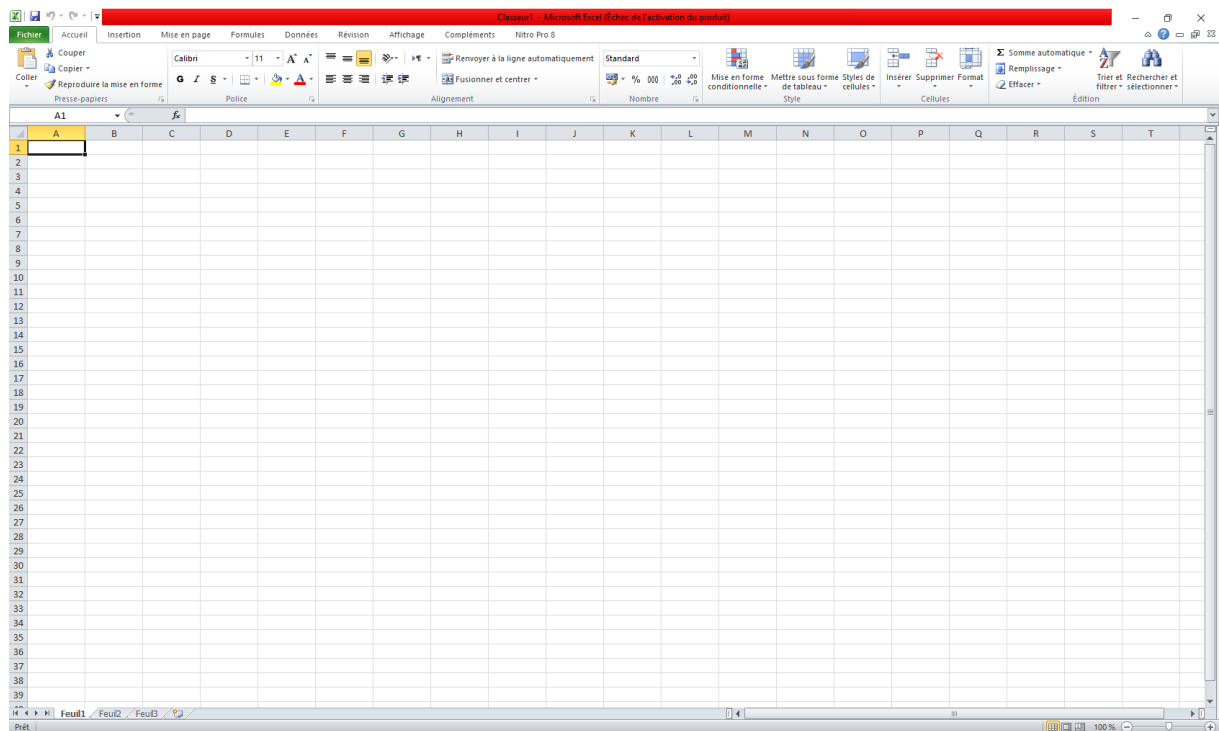 Classeur1 - Microsoft Excel (Échec de l'activation du produit)
Fichier Accueil Insertion Mise en page Formules Données Révision Affichage Compléments Nitro Pro 8
Coller
Couper
Copier
Reproduire la mise en forme
Presse-papiers
Calibri 11
G I S
Police
Renvoyer à la ligne automatiquement
Fusionner et centrer
Alignement
Standard
% 000 ,00 ,00
Nombre
Mise en forme conditionnelle
Mettre sous forme de tableau
Styles de cellules
Style
Insérer Supprimer Format
Cellules
Σ Somme automatique
Remplissage
Effacer
Trier et filtrer
Rechercher et sélectionner
Édition
A1 fx
A B C D E F G H I J K L M N O P Q R S T
1
2
3
4
5
6
7
8
9
10
11
12
13
14
15
16
17
18
19
20
21
22
23
24
25
26
27
28
29
30
31
32
33
34
35
36
37
38
39
Feuil1 Feuil2 Feuil3
Prêt 100 %